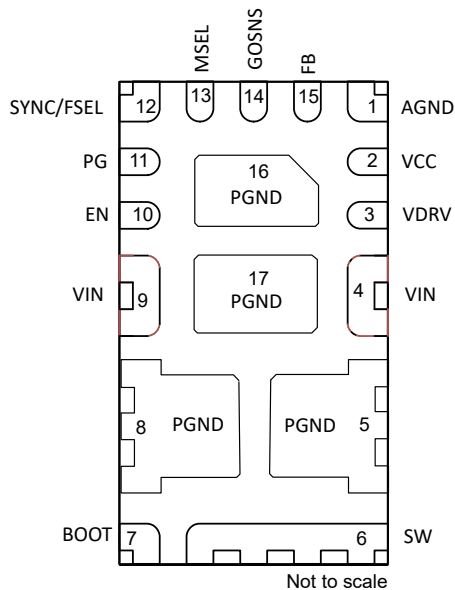 MSEL
GOSNS
FB
SYNC/FSEL 12 13 14 15 1 AGND
PG 11 2 VCC
16
PGND
EN 10 3 VDRV
17
PGND
VIN 9 4 VIN
8 PGND PGND 5
BOOT 7 6 SW
Not to scale